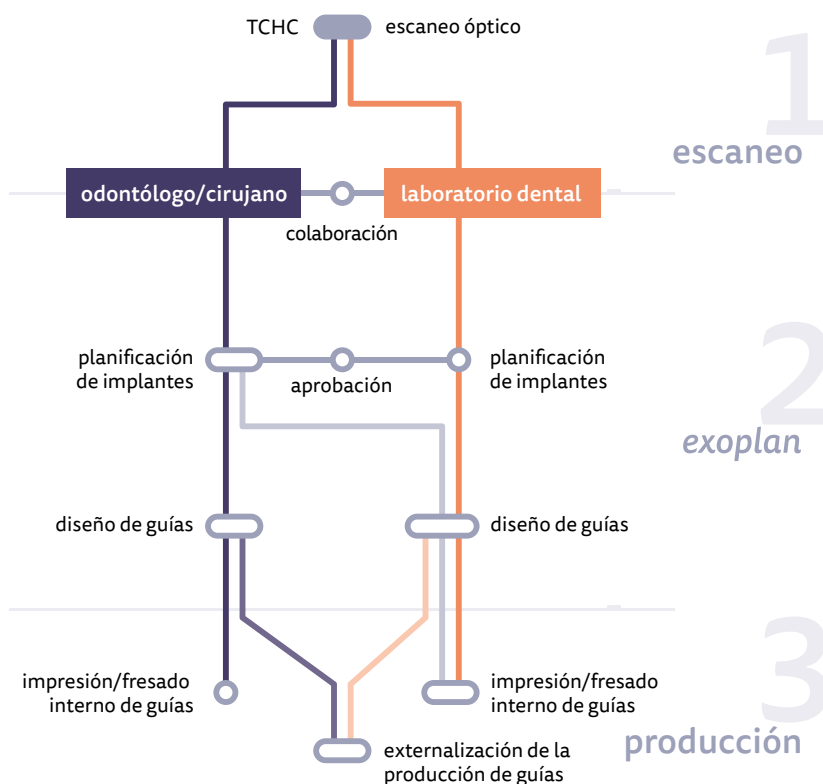 TCHC
escaneo óptico
1
escaneo
odontólogo/cirujano
laboratorio dental
colaboración
planificación
de implantes
aprobación
planificación
de implantes
2
exoplan
diseño de guías
diseño de guías
impresión/fresado
interno de guías
impresión/fresado
interno de guías
3
producción
externalización de la
producción de guías